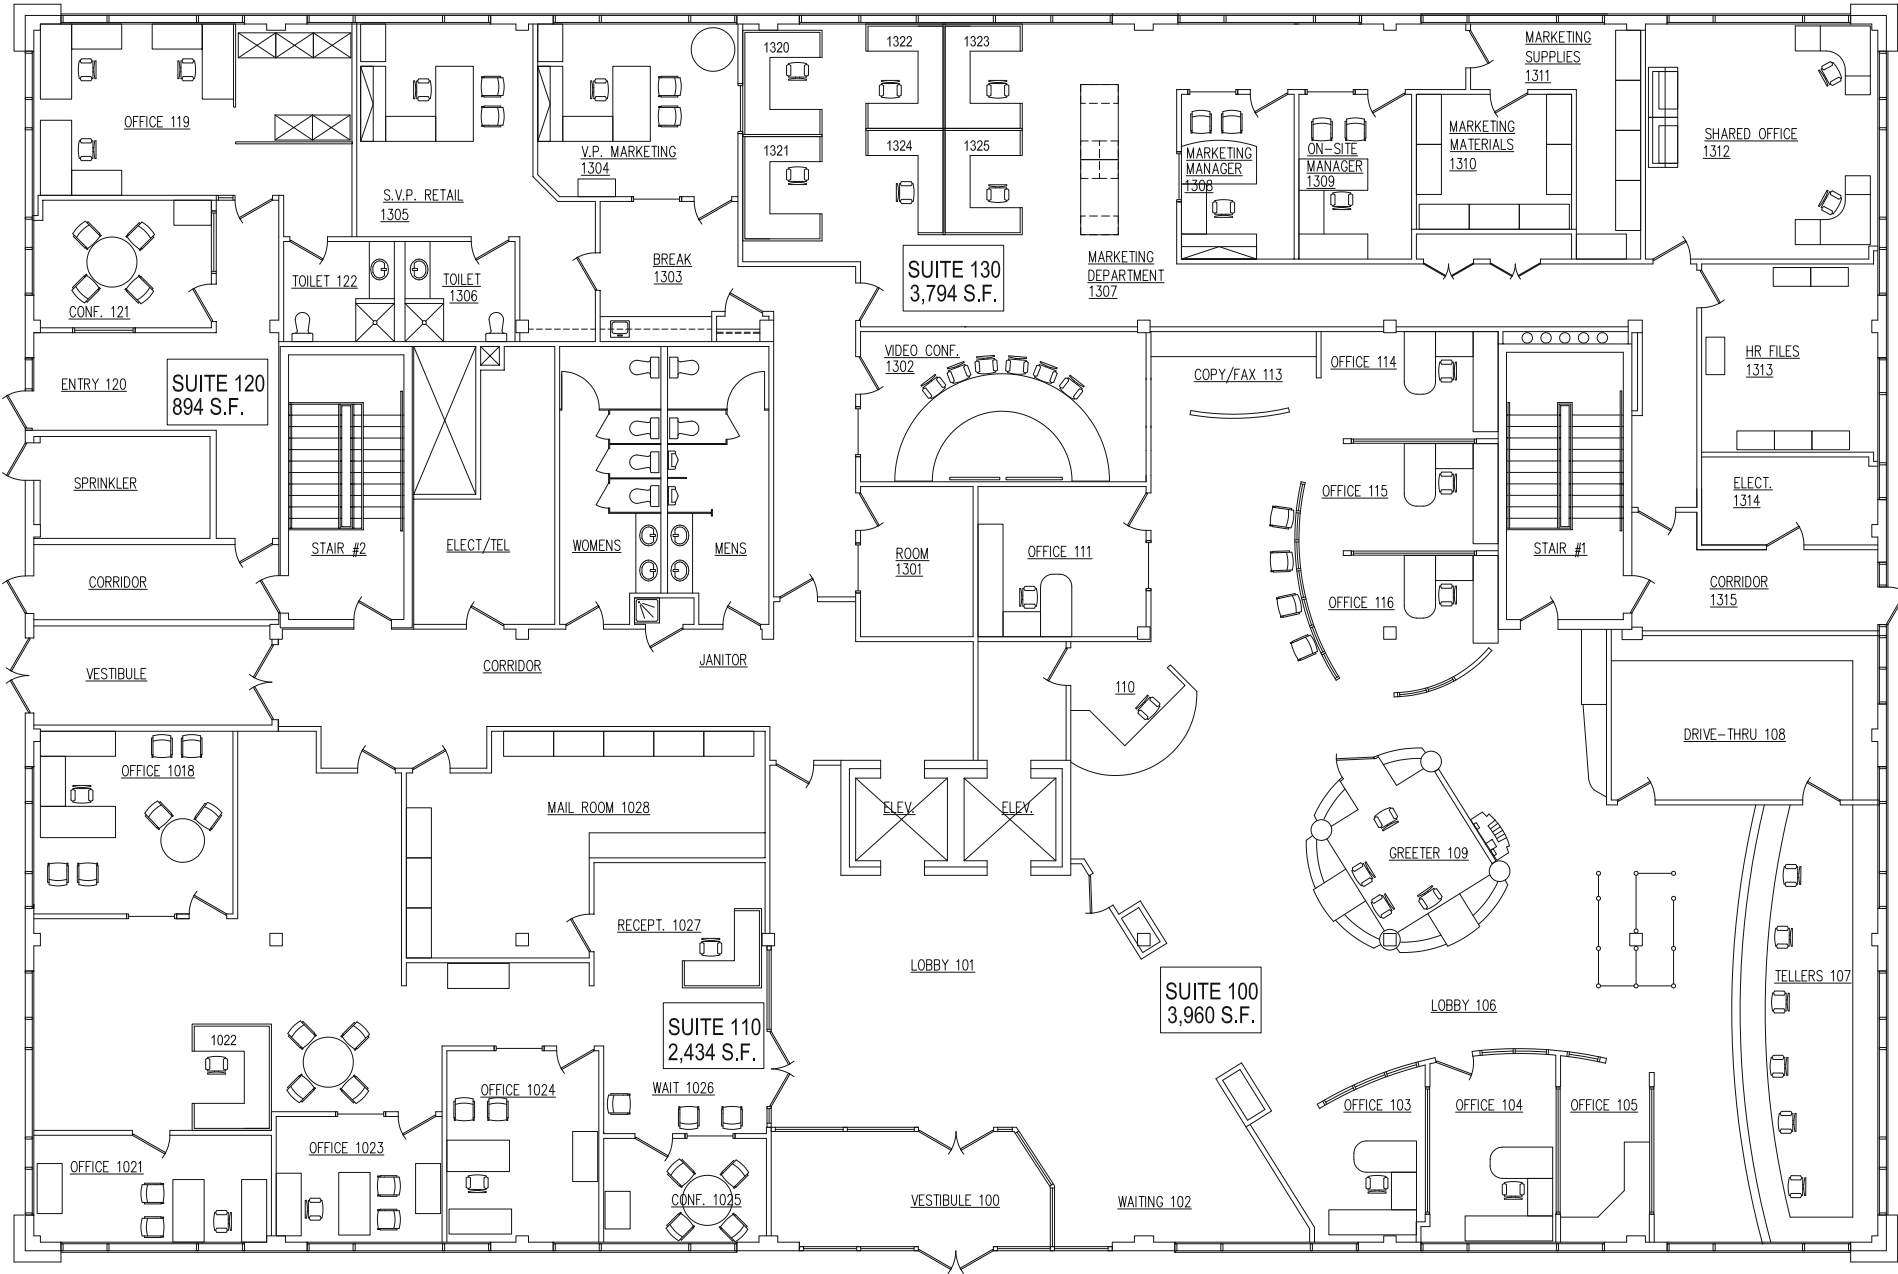 1320
1322
1323
MARKETING
SUPPLIES
1311
OFFICE 119
V.P. MARKETING
1304
1321
1324
1325
MARKETING
MANAGER
1308
ON-SITE
MANAGER
1309
MARKETING
MATERIALS
1310
SHARED OFFICE
1312
S.V.P. RETAIL
1305
CONF. 121
TOILET 122
TOILET
1306
BREAK
1303
SUITE 130
3,794 S.F.
MARKETING
DEPARTMENT
1307
ENTRY 120
SUITE 120
894 S.F.
VIDEO CONF.
1302
COPY/FAX 113
OFFICE 114
HR FILES
1313
SPRINKLER
OFFICE 115
ELECT.
1314
STAIR #2
ELECT/TEL
WOMENS
MENS
ROOM
1301
OFFICE 111
STAIR #1
CORRIDOR
OFFICE 116
CORRIDOR
1315
VESTIBULE
CORRIDOR
JANITOR
110
DRIVE-THRU 108
OFFICE 1018
MAIL ROOM 1028
ELEV.
ELEV.
GREETER 109
RECEPT. 1027
LOBBY 101
SUITE 100
3,960 S.F.
LOBBY 106
TELLERS 107
SUITE 110
2,434 S.F.
1022
OFFICE 1024
WAIT 1026
OFFICE 103
OFFICE 104
OFFICE 105
OFFICE 1021
OFFICE 1023
CONF. 1025
VESTIBULE 100
WAITING 102